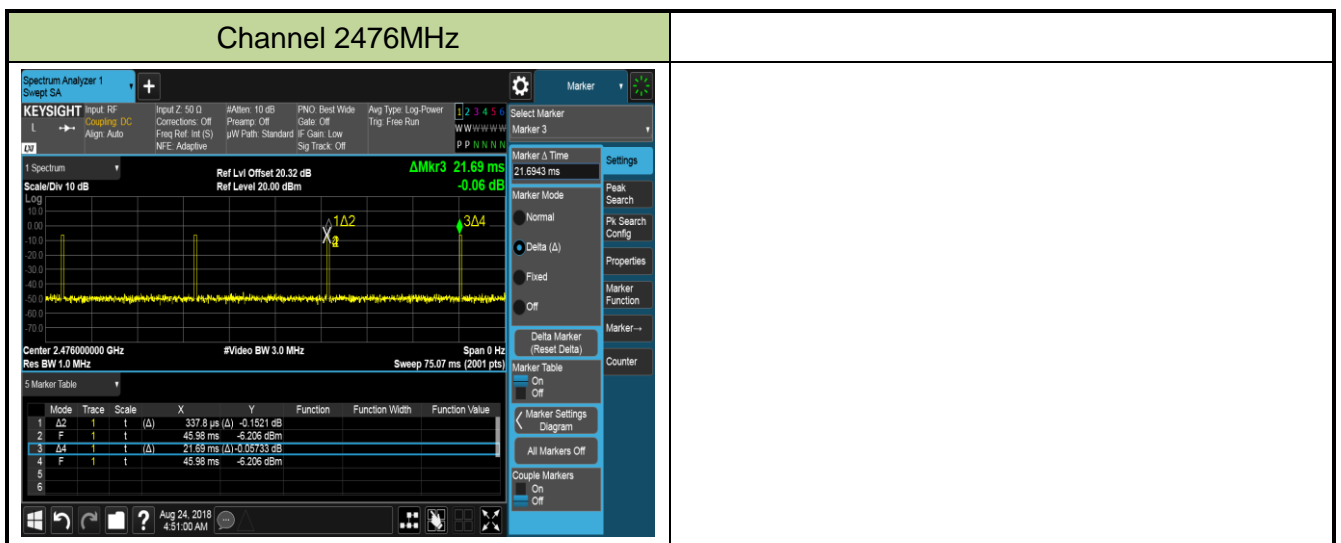 Channel 2476MHz
Spectrum Analyzer 1
Swept SA
+
Marker
KEYSIGHT
Input: RF
Coupling: DC
Align: Auto
Input Z: 50 Ω
Corrections: Off
Freq Ref: Int (S)
NFE: Adaptive
#Atten: 10 dB
Preamp: Off
µW Path: Standard
PNO: Best Wide
Gate: Off
IF Gain: Low
Sig Track: Off
Avg Type: Log-Power
Trig: Free Run
1 2 3 4 5 6
W W W W W W
P P N N N N
L
LXI
Select Marker
Marker 3
1 Spectrum
Scale/Div 10 dB
Ref Lvl Offset 20.32 dB
Ref Level 20.00 dBm
ΔMkr3 21.69 ms
-0.06 dB
Log
10.0
0.00
-10.0
-20.0
-30.0
-40.0
-50.0
-60.0
-70.0
1Δ2
3Δ4
Center 2.476000000 GHz
Res BW 1.0 MHz
#Video BW 3.0 MHz
Span 0 Hz
Sweep 75.07 ms (2001 pts)
5 Marker Table
Mode Trace Scale X Y Function Function Width Function Value
1 Δ2 1 t (Δ) 337.8 µs (Δ) -0.1521 dB
2 F 1 t 45.98 ms -6.206 dBm
3 Δ4 1 t (Δ) 21.69 ms (Δ) -0.05733 dB
4 F 1 t 45.98 ms -6.206 dBm
5
6
Marker Δ Time
21.6943 ms
Marker Mode
Normal
Delta (Δ)
Fixed
Off
Delta Marker
(Reset Delta)
Marker Table
On
Off
Marker Settings
Diagram
All Markers Off
Couple Markers
On
Off
Settings
Peak
Search
Pk Search
Config
Properties
Marker
Function
Marker→
Counter
?
Aug 24, 2018
4:51:00 AM